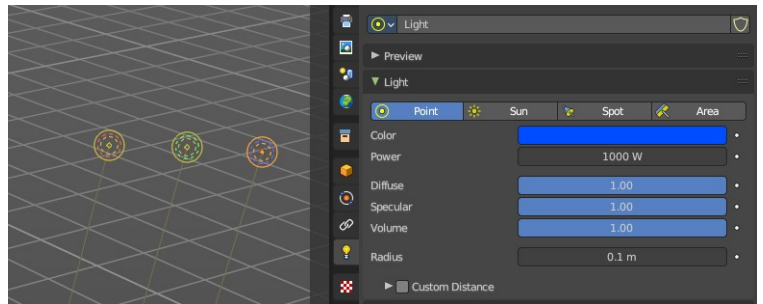 Light
Preview
Light
Point Sun Spot Area
Color
Power 1000 W
Diffuse 1.00
Specular 1.00
Volume 1.00
Radius 0.1 m
Custom Distance